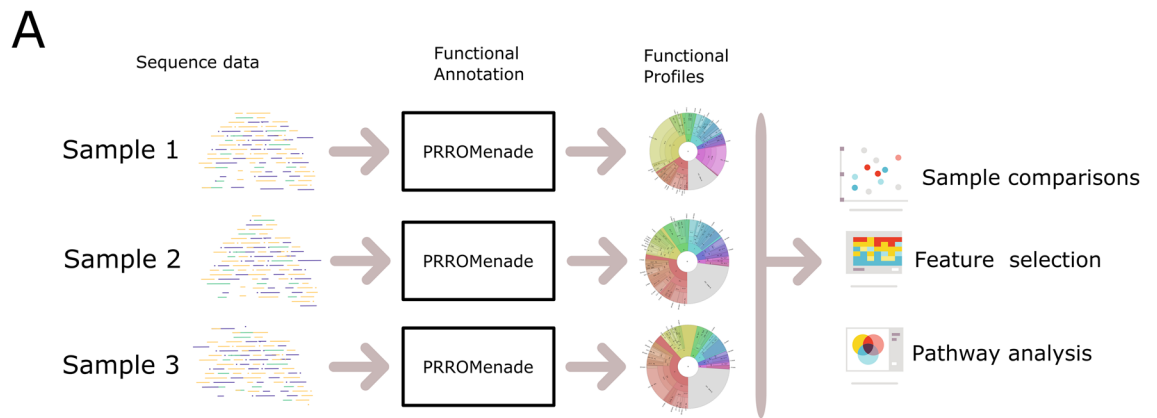 A
Sequence data
Functional
Annotation
Functional
Profiles
Sample 1
PRROMenade
Sample 2
PRROMenade
Sample 3
PRROMenade
Sample comparisons
Feature selection
Pathway analysis